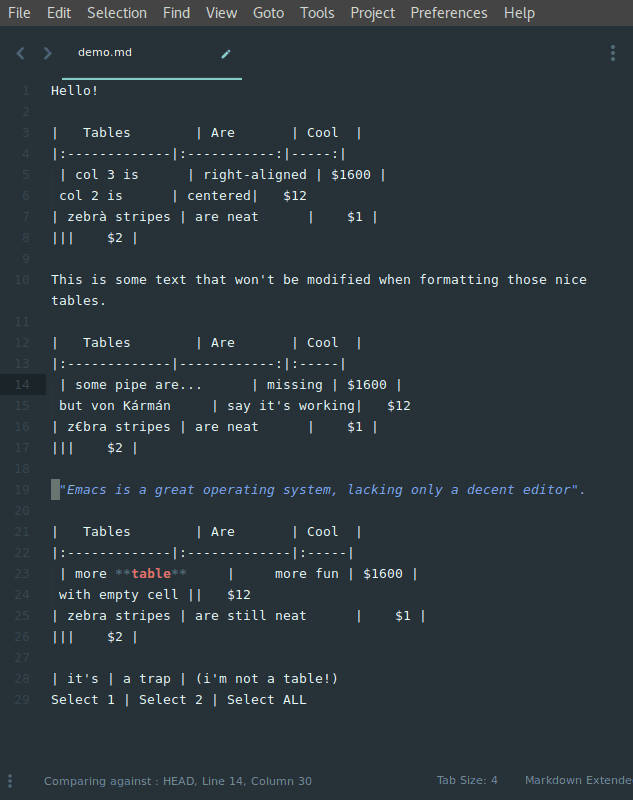 File Edit Selection Find View Goto Tools Project Preferences Help
demo.md
1 Hello!
2
3 |   Tables        | Are       | Cool  |
4 |:-------------|:-----------:|-----:|
5  | col 3 is      | right-aligned | $1600 |
6  col 2 is      | centered|   $12
7 | zebrà stripes | are neat      |    $1 |
8 |||    $2 |
9
10 This is some text that won't be modified when formatting those nice
tables.
11
12 |   Tables        | Are       | Cool  |
13 |:-------------|------------:|:-----|
14  | some pipe are...      | missing | $1600 |
15  but von Kármán     | say it's working|   $12
16 | z€bra stripes | are neat      |    $1 |
17 |||    $2 |
18
19 "Emacs is a great operating system, lacking only a decent editor".
20
21 |   Tables        | Are       | Cool  |
22 |:-------------|:-------------|:-----|
23  | more **table**     |     more fun | $1600 |
24  with empty cell ||   $12
25 | zebra stripes | are still neat      |    $1 |
26 |||    $2 |
27
28 | it's | a trap | (i'm not a table!)
29 Select 1 | Select 2 | Select ALL
Comparing against : HEAD, Line 14, Column 30 Tab Size: 4 Markdown Extende